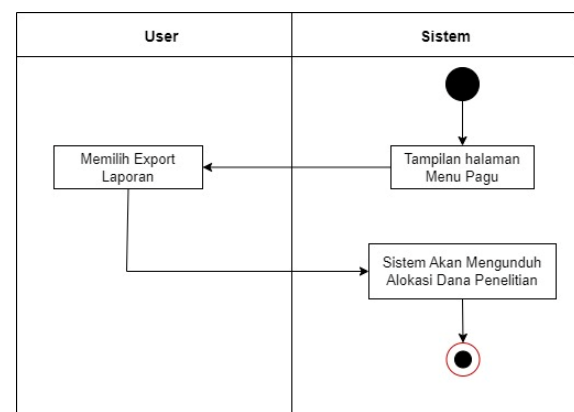 User
Sistem
Tampilan halaman
Menu Pagu
Memilih Export
Laporan
Sistem Akan Mengunduh
Alokasi Dana Penelitian